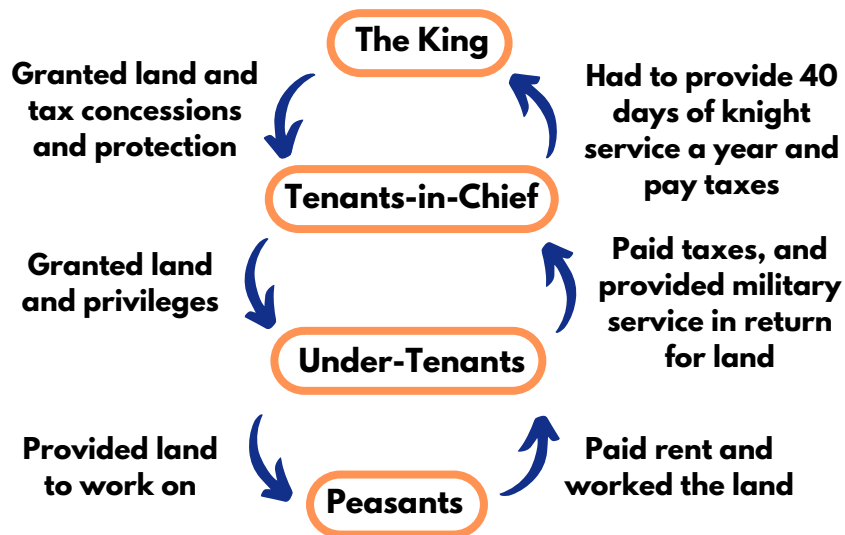 The King
Granted land and
tax concessions
and protection
Had to provide 40
days of knight
service a year and
pay taxes
Tenants-in-Chief
Granted land
and privileges
Paid taxes, and
provided military
service in return
for land
Under-Tenants
Provided land
to work on
Paid rent and
worked the land
Peasants